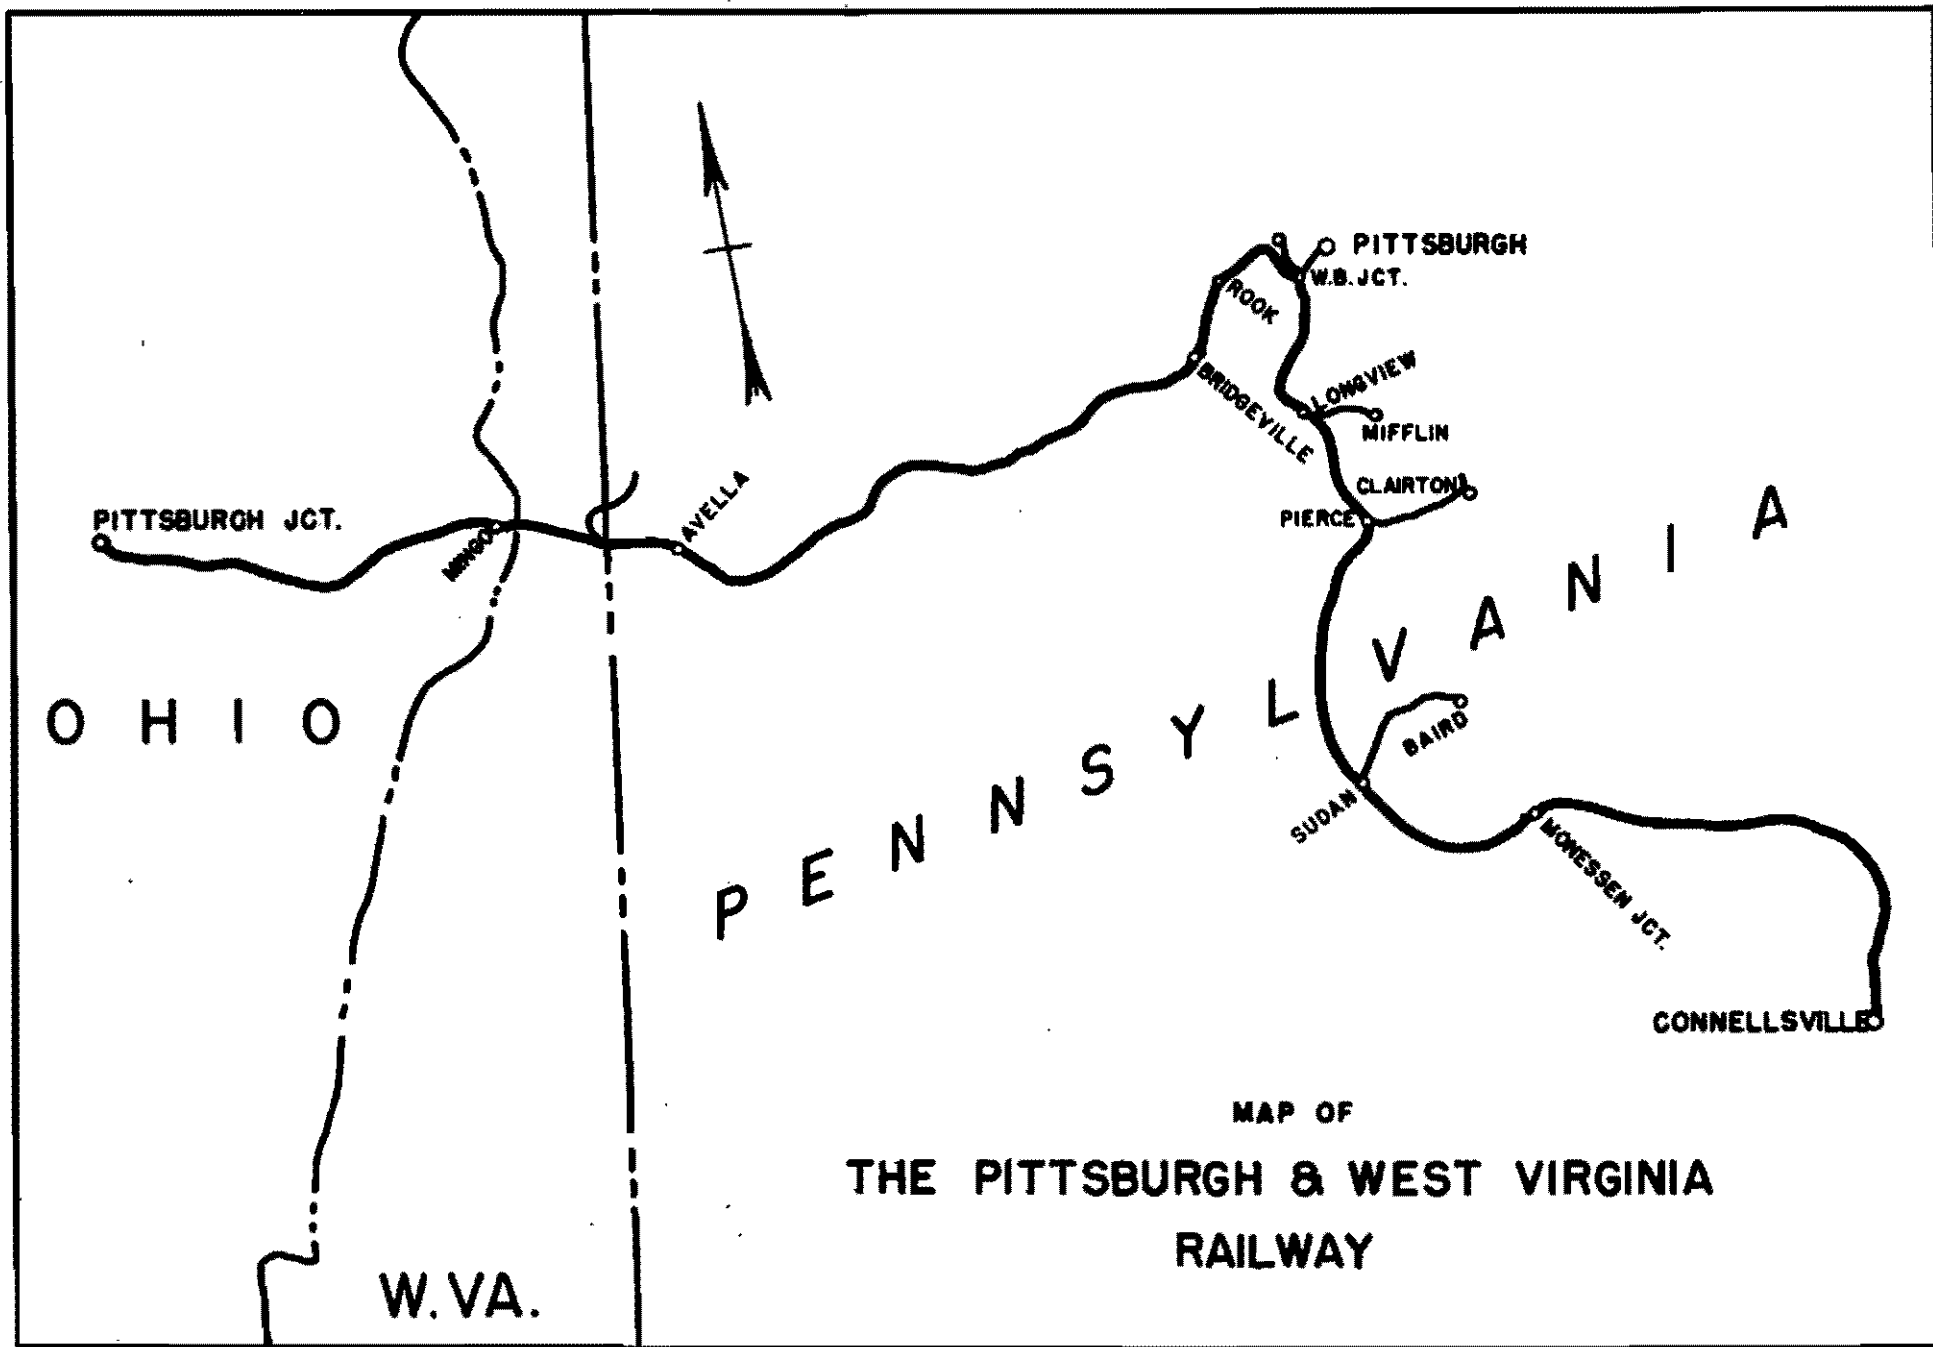 PITTSBURGH
W.B. JCT.
ROOK
LONGVIEW
BRIDGEVILLE
MIFFLIN
CLAIRTON
PIERCE
AVELLA
PITTSBURGH JCT.
MINGO
OHIO
PENNSYLVANIA
BAIRD
SUDAN
MONESSEN JCT.
CONNELLSVILLE
MAP OF
THE PITTSBURGH & WEST VIRGINIA
RAILWAY
W. VA.